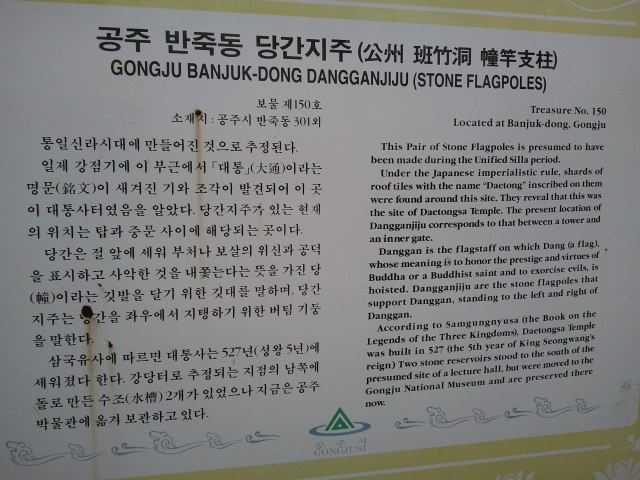 공주 반죽동 당간지주 (公州 班竹洞 幢竿支柱)
GONGJU BANJUK-DONG DANGGANJIJU (STONE FLAGPOLES)
보물 제150호
소재지 : 공주시 반죽동 301외
통일신라시대에 만들어진 것으로 추정된다.
일제 강점기에 이 부근에서 「대통」(大通)이라는
명문(銘文)이 새겨진 기와 조각이 발견되어 이 곳
이 대통사터였음을 알았다. 당간지주가 있는 현재
의 위치는 탑과 중문 사이에 해당되는 곳이다.
당간은 절 앞에 세워 부처나 보살의 위신과 공덕
을 표시하고 사악한 것을 내쫓는다는 뜻을 가진 당
(幢)이라는 깃발을 달기 위한 깃대를 말하며, 당간
지주는 당간을 좌우에서 지탱하기 위한 버팀 기둥
을 말한다.
삼국유사에 따르면 대통사는 527년(성왕 5년)에
세워졌다 한다. 강당터로 추정되는 지점의 남쪽에
돌로 만든 수조(水槽) 2개가 있었으나 지금은 공주
박물관에 옮겨 보관하고 있다.
Treasure No. 150
Located at Banjuk-dong, Gongju
This Pair of Stone Flagpoles is presumed to have
been made during the Unified Silla period.
Under the Japanese imperialistic rule, shards of
roof tiles with the name "Daetong" inscribed on them
were found around this site. They reveal that this was
the site of Daetongsa Temple. The present location of
Dangganjiju corresponds to that between a tower and
an inner gate.
Danggan is the flagstaff on which Dang (a flag),
whose meaning is to honor the prestige and virtues of
Buddha or a Buddhist saint and to exorcise evils, is
hoisted. Dangganjiju are the stone flagpoles that
support Danggan, standing to the left and right of
Danggan.
According to Samgungnyusa (the Book on the
Legends of the Three Kingdoms), Daetongsa Temple
was built in 527 (the 5th year of King Seongwang's
reign) Two stone reservoirs stood to the south of the
presumed site of a lecture hall, but were moved to the
Gongju National Museum and are preserved there
now.
공주시
GONGJUSI